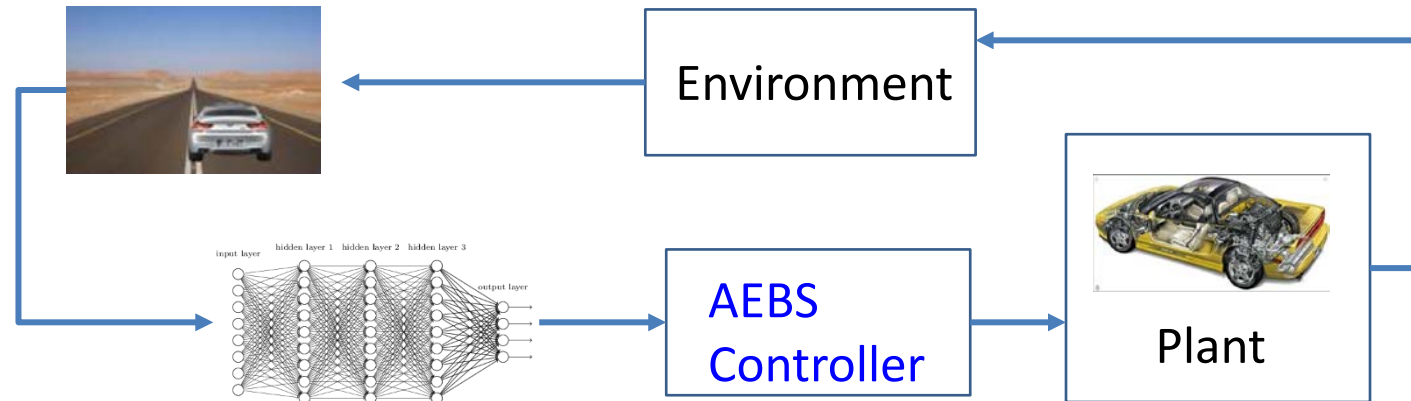 Environment
input layer
hidden layer 1
hidden layer 2
hidden layer 3
output layer
AEBS
Controller
Plant